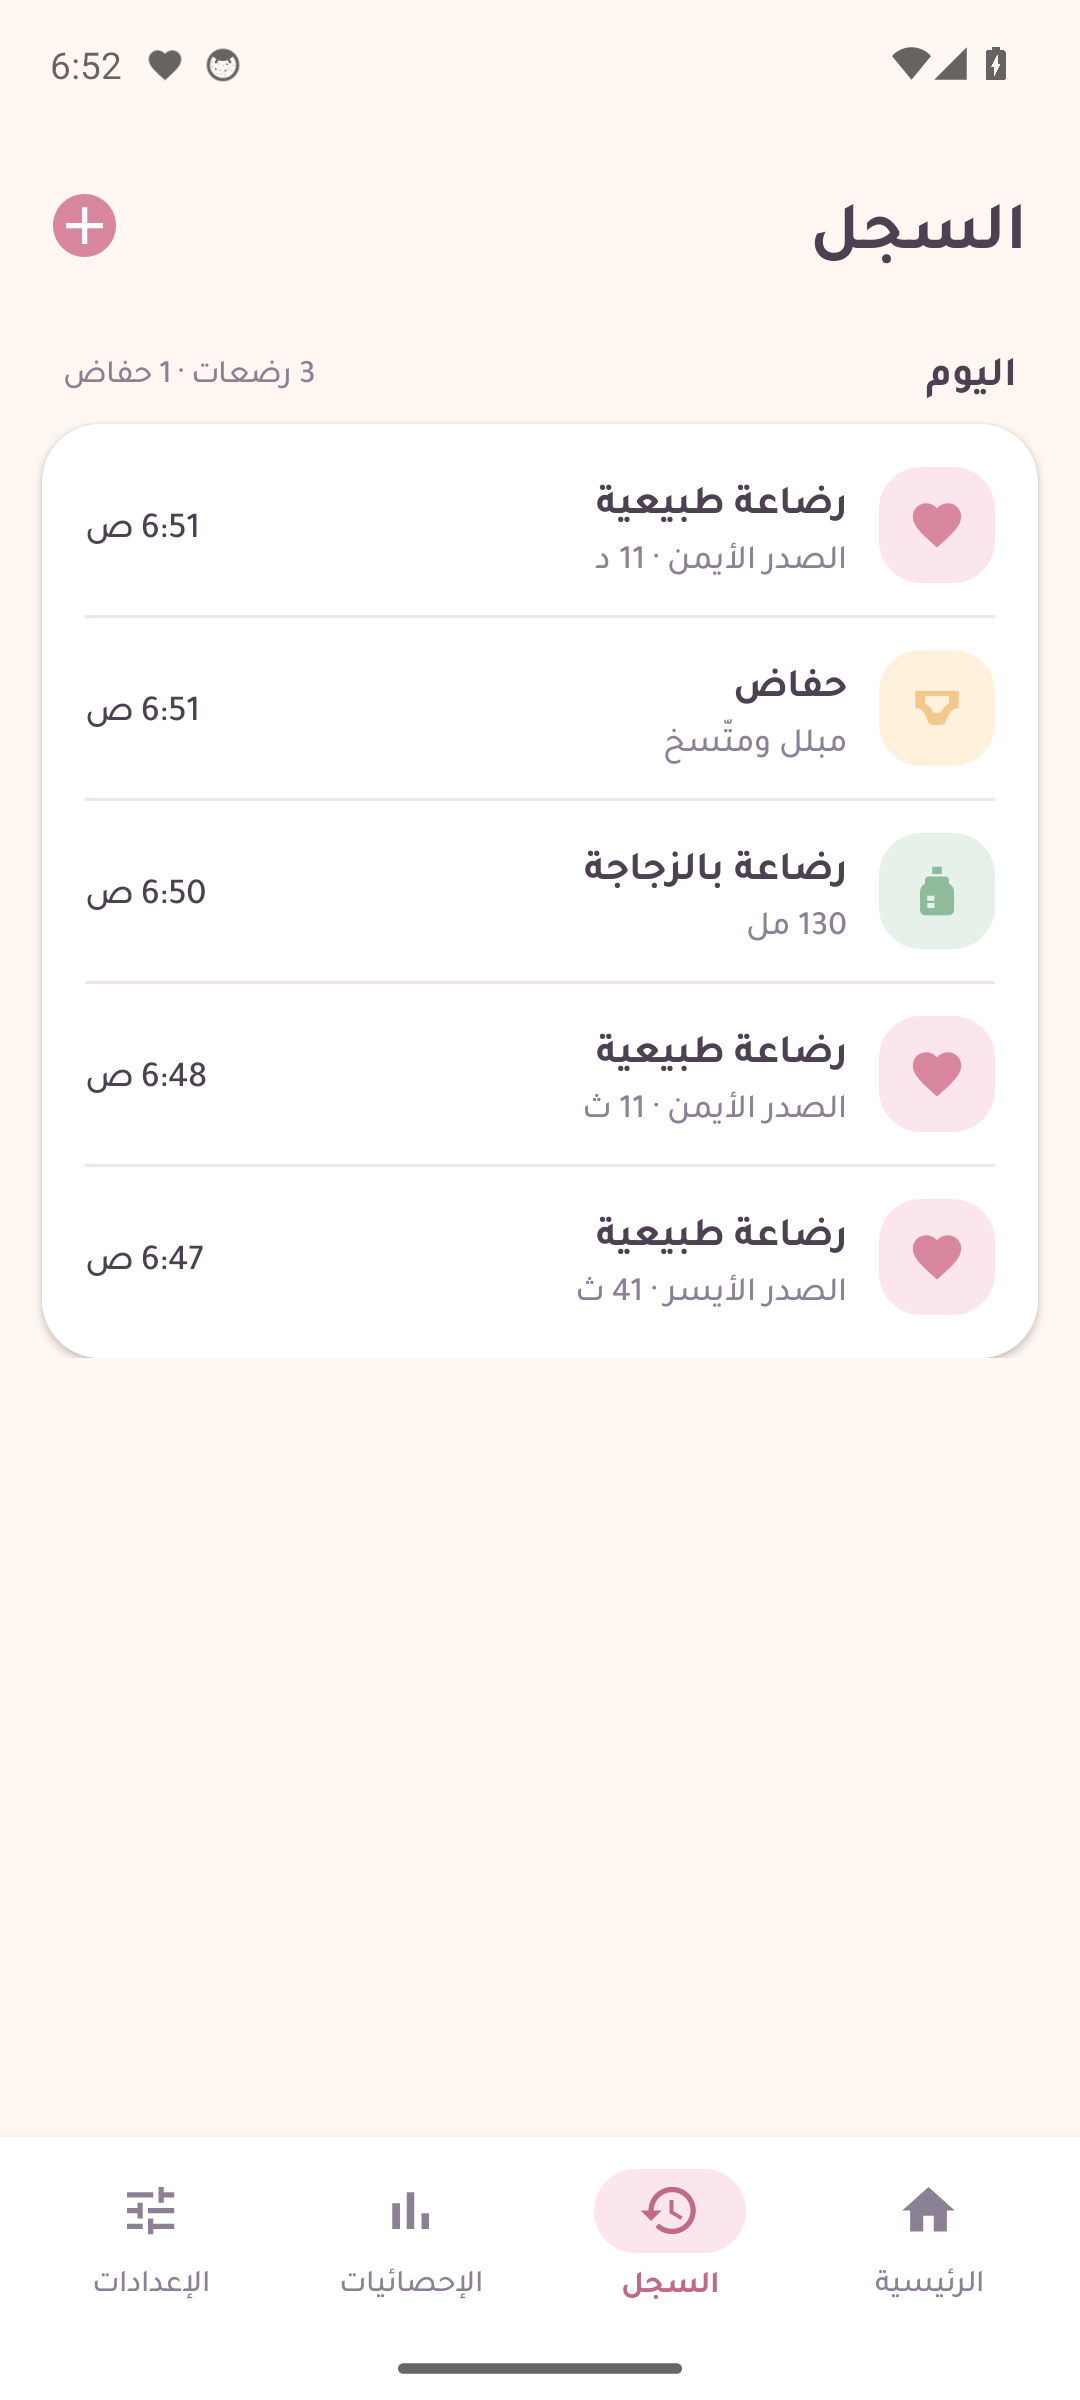 6:52
السجل
اليوم
3 رضعات · 1 حفاض
رضاعة طبيعية
الصدر الأيمن · 11 د
6:51 ص
حفاض
مبلل ومتّسخ
6:51 ص
رضاعة بالزجاجة
130 مل
6:50 ص
رضاعة طبيعية
الصدر الأيمن · 11 ث
6:48 ص
رضاعة طبيعية
الصدر الأيسر · 41 ث
6:47 ص
الرئيسية
السجل
الإحصائيات
الإعدادات